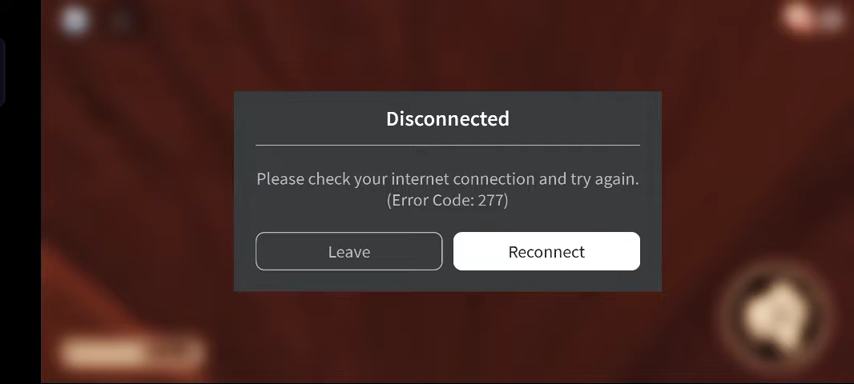 Disconnected
Please check your internet connection and try again.
(Error Code: 277)
Leave
Reconnect